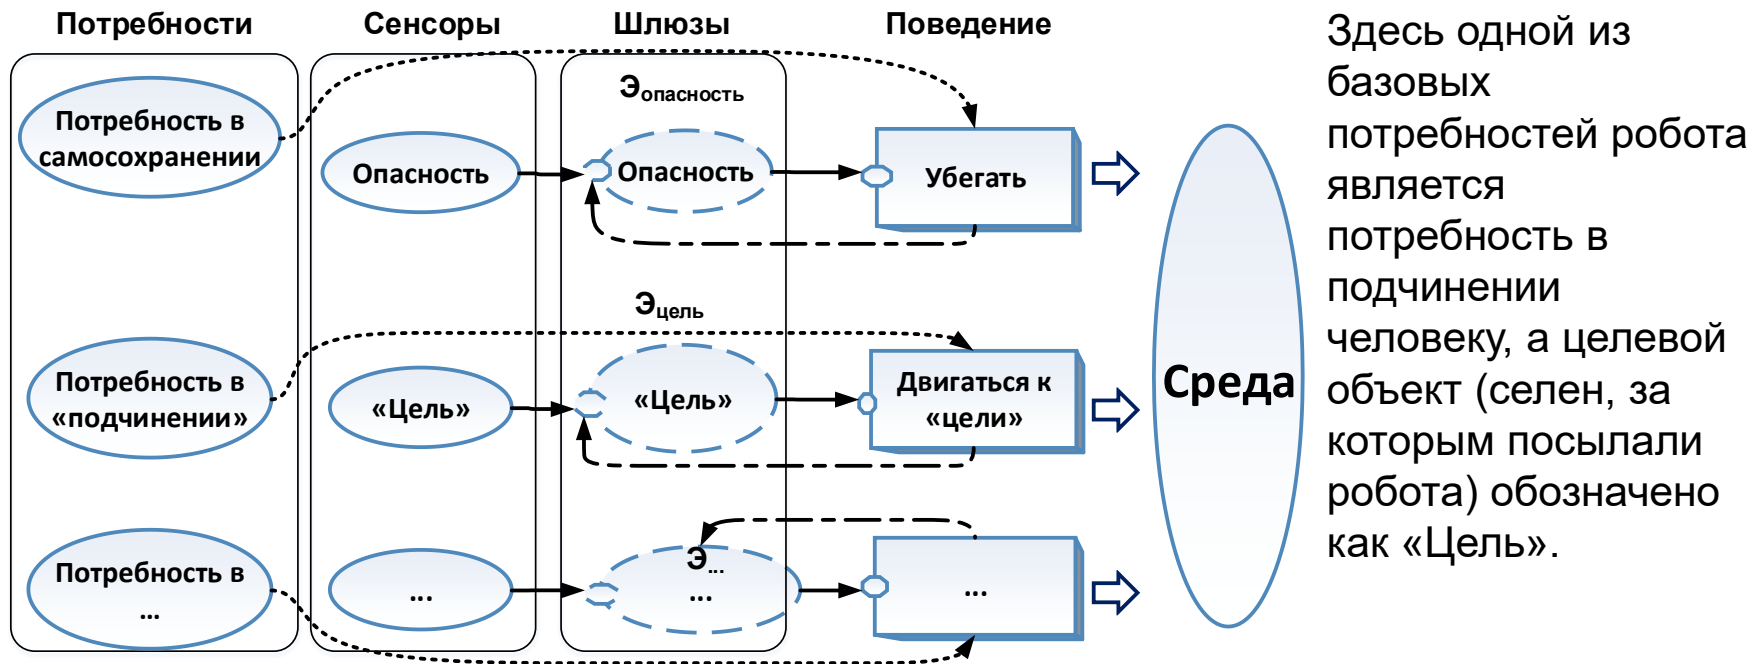 Потребности
Сенсоры
Шлюзы
Поведение
Потребность в
самосохранении
Опасность
Эопасность
Опасность
Убегать
Потребность в
«подчинении»
«Цель»
Эцель
«Цель»
Двигаться к
«цели»
Потребность в
...
...
Э...
...
...
Среда
Здесь одной из
базовых
потребностей робота
является
потребность в
подчинении
человеку, а целевой
объект (селен, за
которым посылали
робота) обозначено
как «Цель».